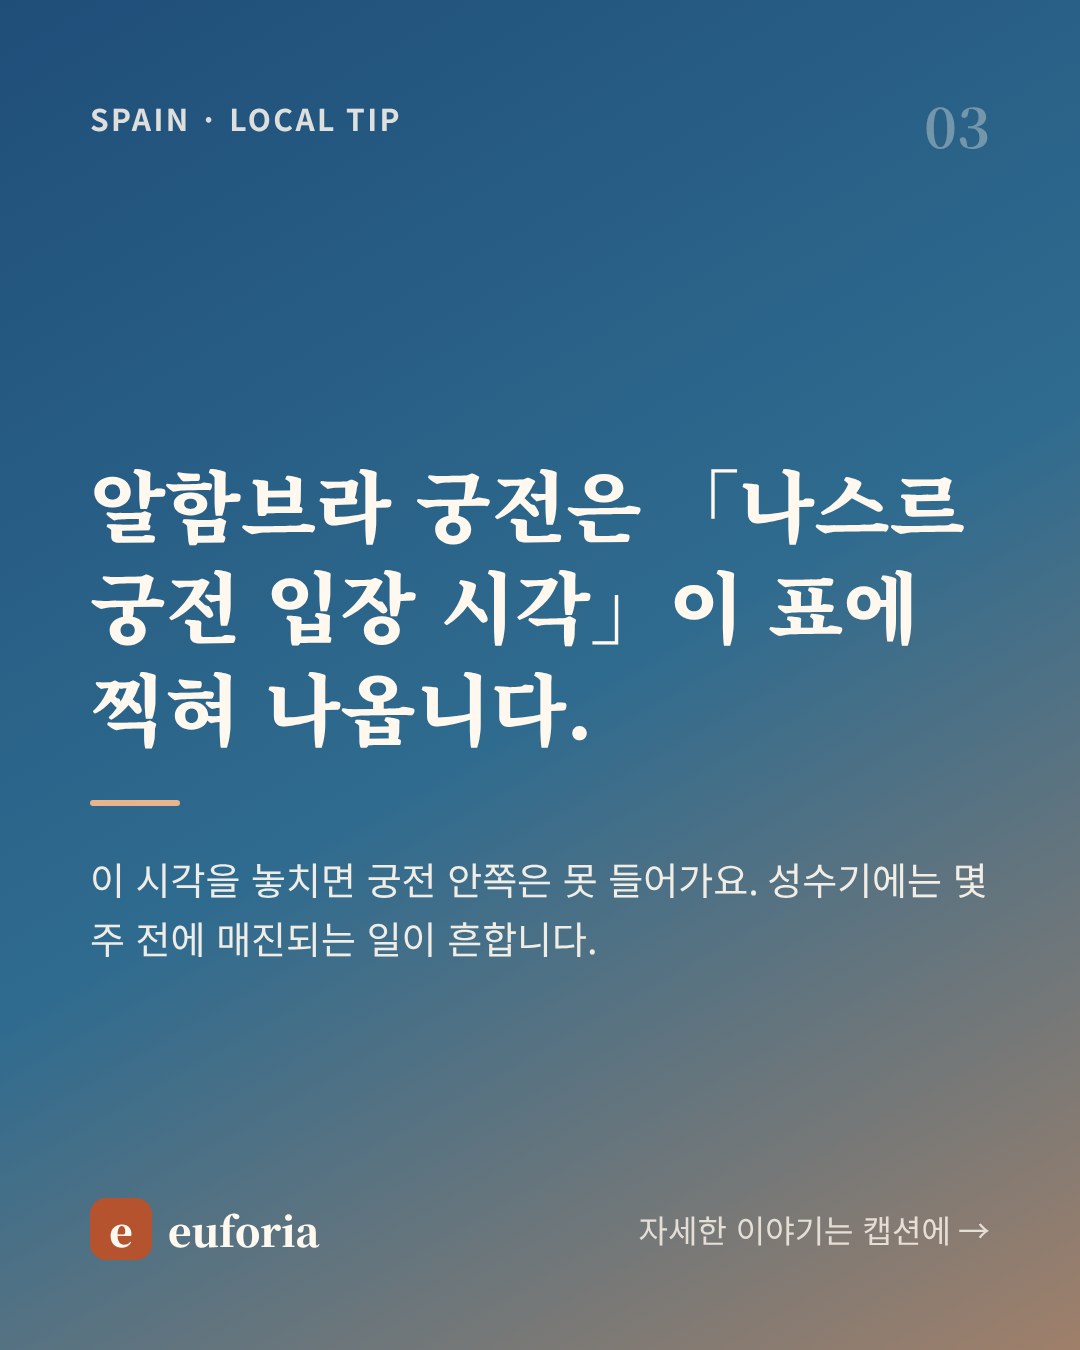 SPAIN · LOCAL TIP
03
알함브라 궁전은 「나스르
궁전 입장 시각」이 표에
찍혀 나옵니다.
이 시각을 놓치면 궁전 안쪽은 못 들어가요. 성수기에는 몇
주 전에 매진되는 일이 흔합니다.
e euforia
자세한 이야기는 캡션에 →